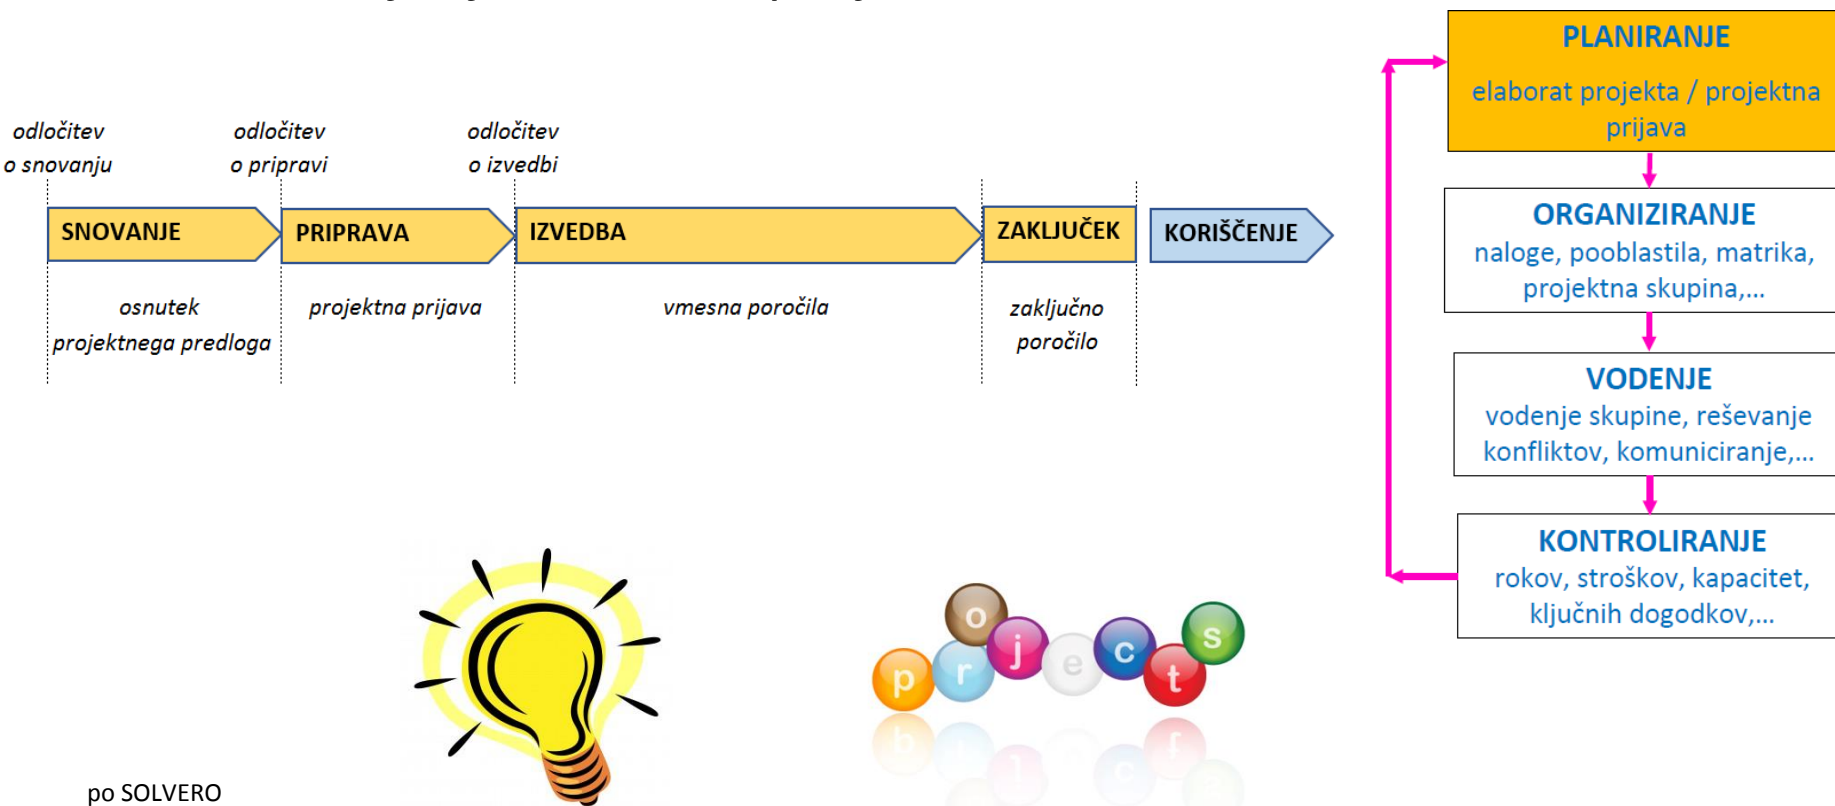 odločitev
o snovanju
odločitev
o pripravi
odločitev
o izvedbi
SNOVANJE
PRIPRAVA
IZVEDBA
ZAKLJUČEK
KORIŠČENJE
osnutek
projektnega predloga
projektna prijava
vmesna poročila
zaključno
poročilo
PLANIRANJE
elaborat projekta / projektna
prijava
ORGANIZIRANJE
naloge, pooblastila, matrika,
projektna skupina,...
VODENJE
vodenje skupine, reševanje
konfliktov, komuniciranje,...
KONTROLIRANJE
rokov, stroškov, kapacitet,
ključnih dogodkov,...
projects
po SOLVERO